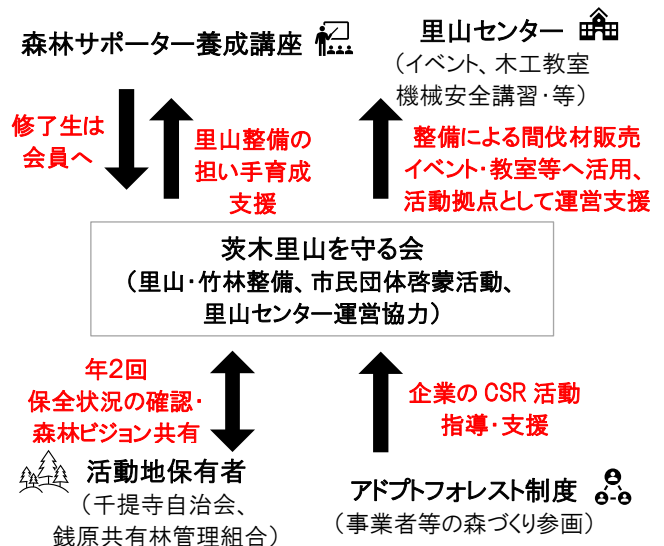 森林サポーター養成講座
里山センター
（イベント、木工教室
機械安全講習・等）
修了生は
会員へ
里山整備の
担い手育成
支援
整備による間伐材販売
イベント・教室等へ活用、
活動拠点として運営支援
茨木里山を守る会
（里山・竹林整備、市民団体啓蒙活動、
里山センター運営協力）
年2回
保全状況の確認・
森林ビジョン共有
企業の CSR 活動
指導・支援
活動地保有者
（千提寺自治会、
銭原共有林管理組合）
アドプトフォレスト制度
（事業者等の森づくり参画）